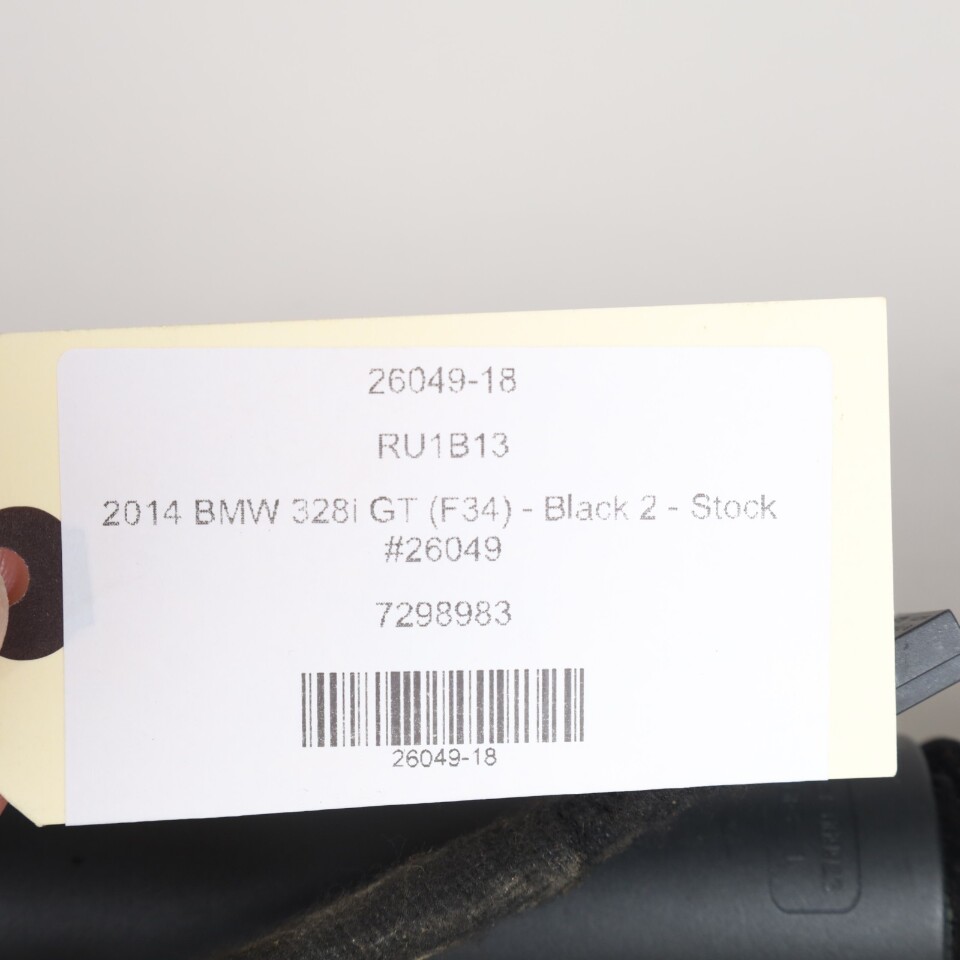 26049-18
RU1B13
2014 BMW 328i GT (F34) - Black 2 - Stock
#26049
7298983
26049-18